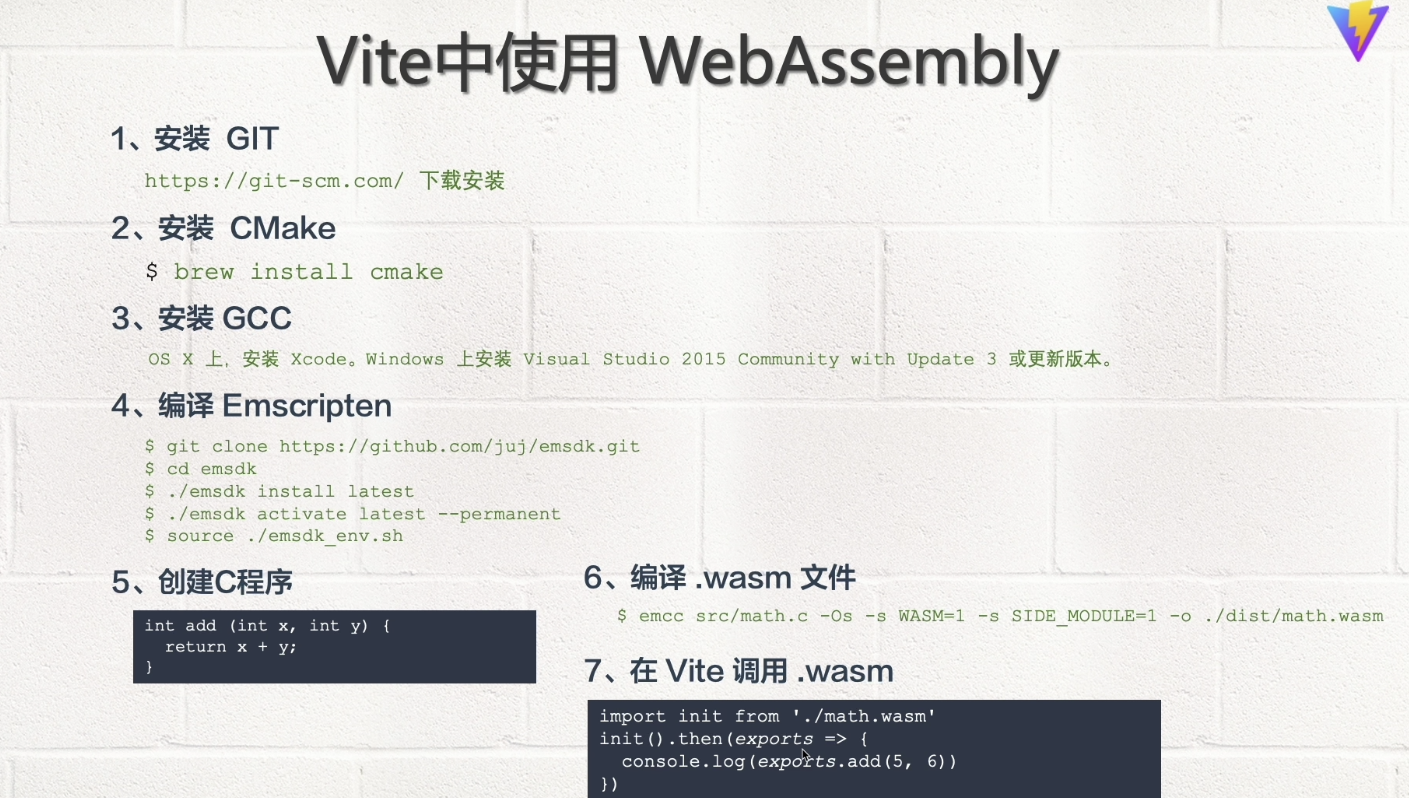 Vite中使用 WebAssembly
1、安装 GIT
https://git-scm.com/ 下载安装
2、安装 CMake
$ brew install cmake
3、安装 GCC
OS X 上，安装 Xcode。Windows 上安装 Visual Studio 2015 Community with Update 3 或更新版本。
4、编译 Emscripten
$ git clone https://github.com/juj/emsdk.git
$ cd emsdk
$ ./emsdk install latest
$ ./emsdk activate latest --permanent
$ source ./emsdk_env.sh
5、创建C程序
int add (int x, int y) {
  return x + y;
}
6、编译 .wasm 文件
$ emcc src/math.c -Os -s WASM=1 -s SIDE_MODULE=1 -o ./dist/math.wasm
7、在 Vite 调用 .wasm
import init from './math.wasm'
init().then(exports => {
  console.log(exports.add(5, 6))
})